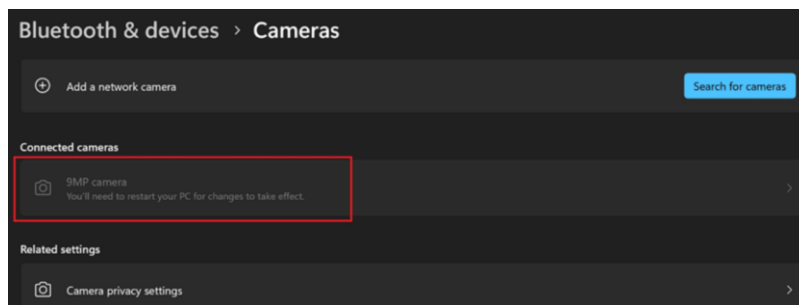 Bluetooth & devices > Cameras
Add a network camera
Search for cameras
Connected cameras
9MP camera
You'll need to restart your PC for changes to take effect.
Related settings
Camera privacy settings